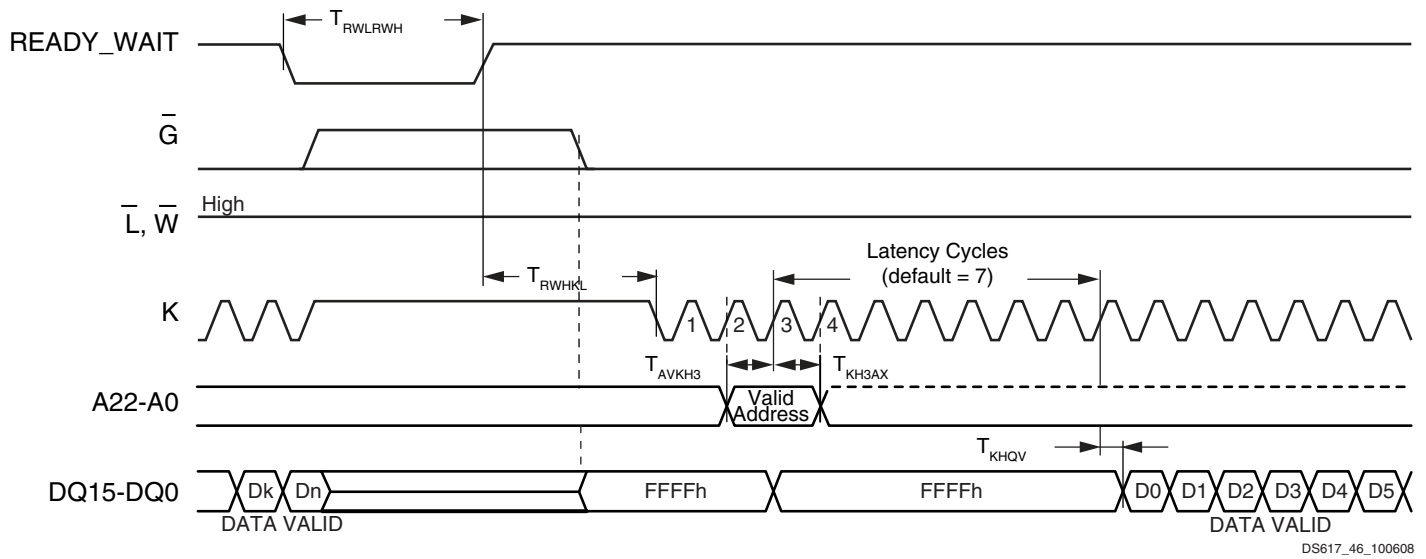 READY_WAIT
T_RWLRWH
G
High
L, W
T_RWHKL
Latency Cycles
(default = 7)
K
1 2 3 4
T_AVKH3
T_KH3AX
A22-A0
Valid
Address
T_KHQV
DQ15-DQ0
Dk Dn FFFFh FFFFh D0 D1 D2 D3 D4 D5
DATA VALID DATA VALID
DS617_46_100608